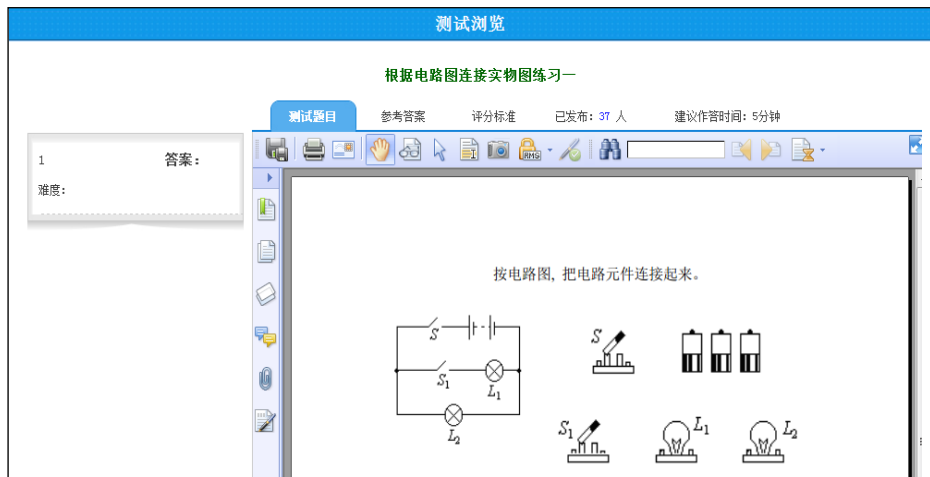 测试浏览
根据电路图连接实物图练习一
测试题目 参考答案 评分标准 已发布：37 人 建议作答时间：5分钟
1 答案：
难度：
RMS
按电路图, 把电路元件连接起来。
S
S
S₁
L₁
L₂
S₁
L₁
L₂